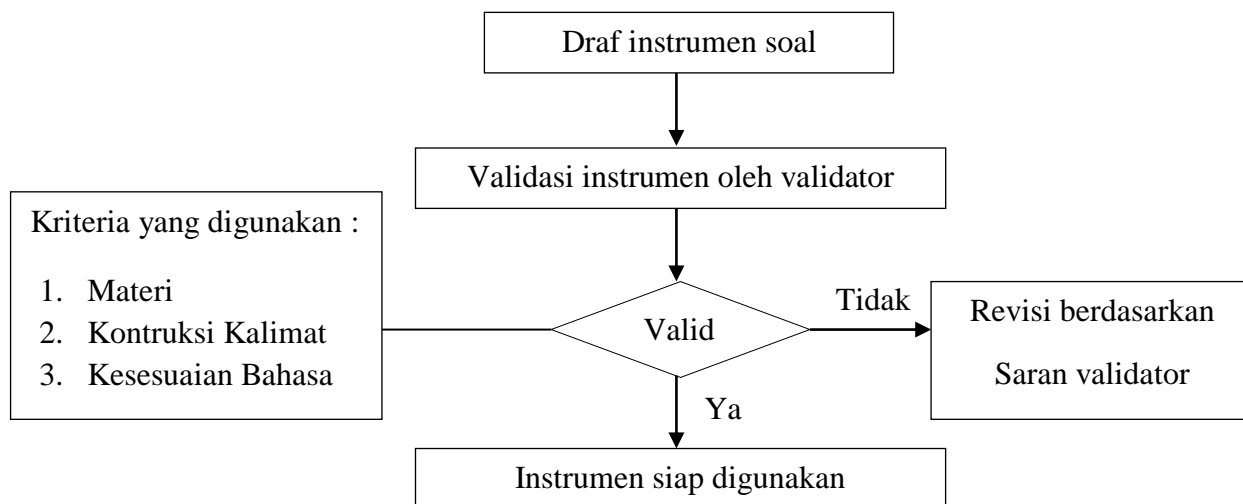 Draf instrumen soal
Validasi instrumen oleh validator
Kriteria yang digunakan :
1. Materi
2. Kontruksi Kalimat
3. Kesesuaian Bahasa
Valid
Tidak
Revisi berdasarkan
Saran validator
Ya
Instrumen siap digunakan